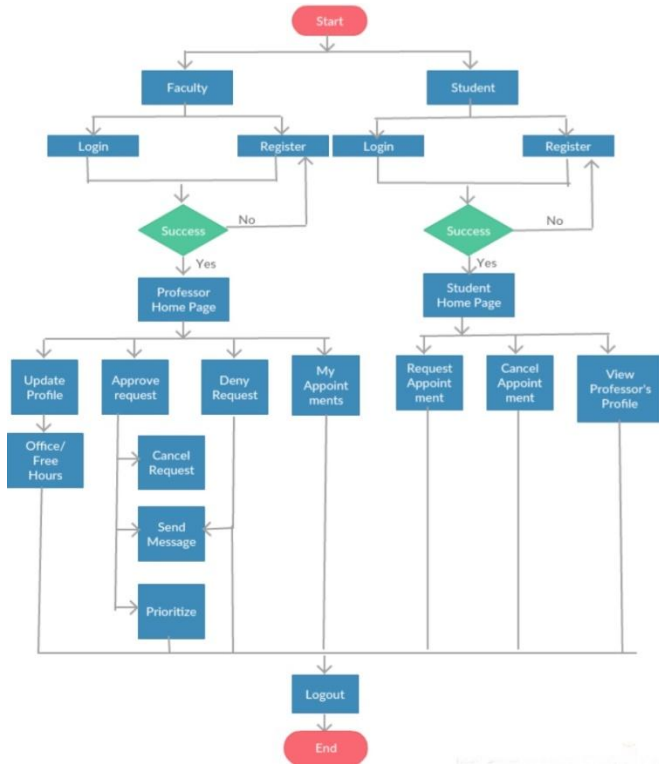 Start
Faculty
Student
Login
Register
Login
Register
Success
No
Success
No
Yes
Yes
Professor
Home Page
Student
Home Page
Update
Profile
Approve
request
Deny
Request
My
Appoint
ments
Request
Appoint
ment
Cancel
Appoint
ment
View
Professor's
Profile
Office/
Free
Hours
Cancel
Request
Send
Message
Prioritize
Logout
End